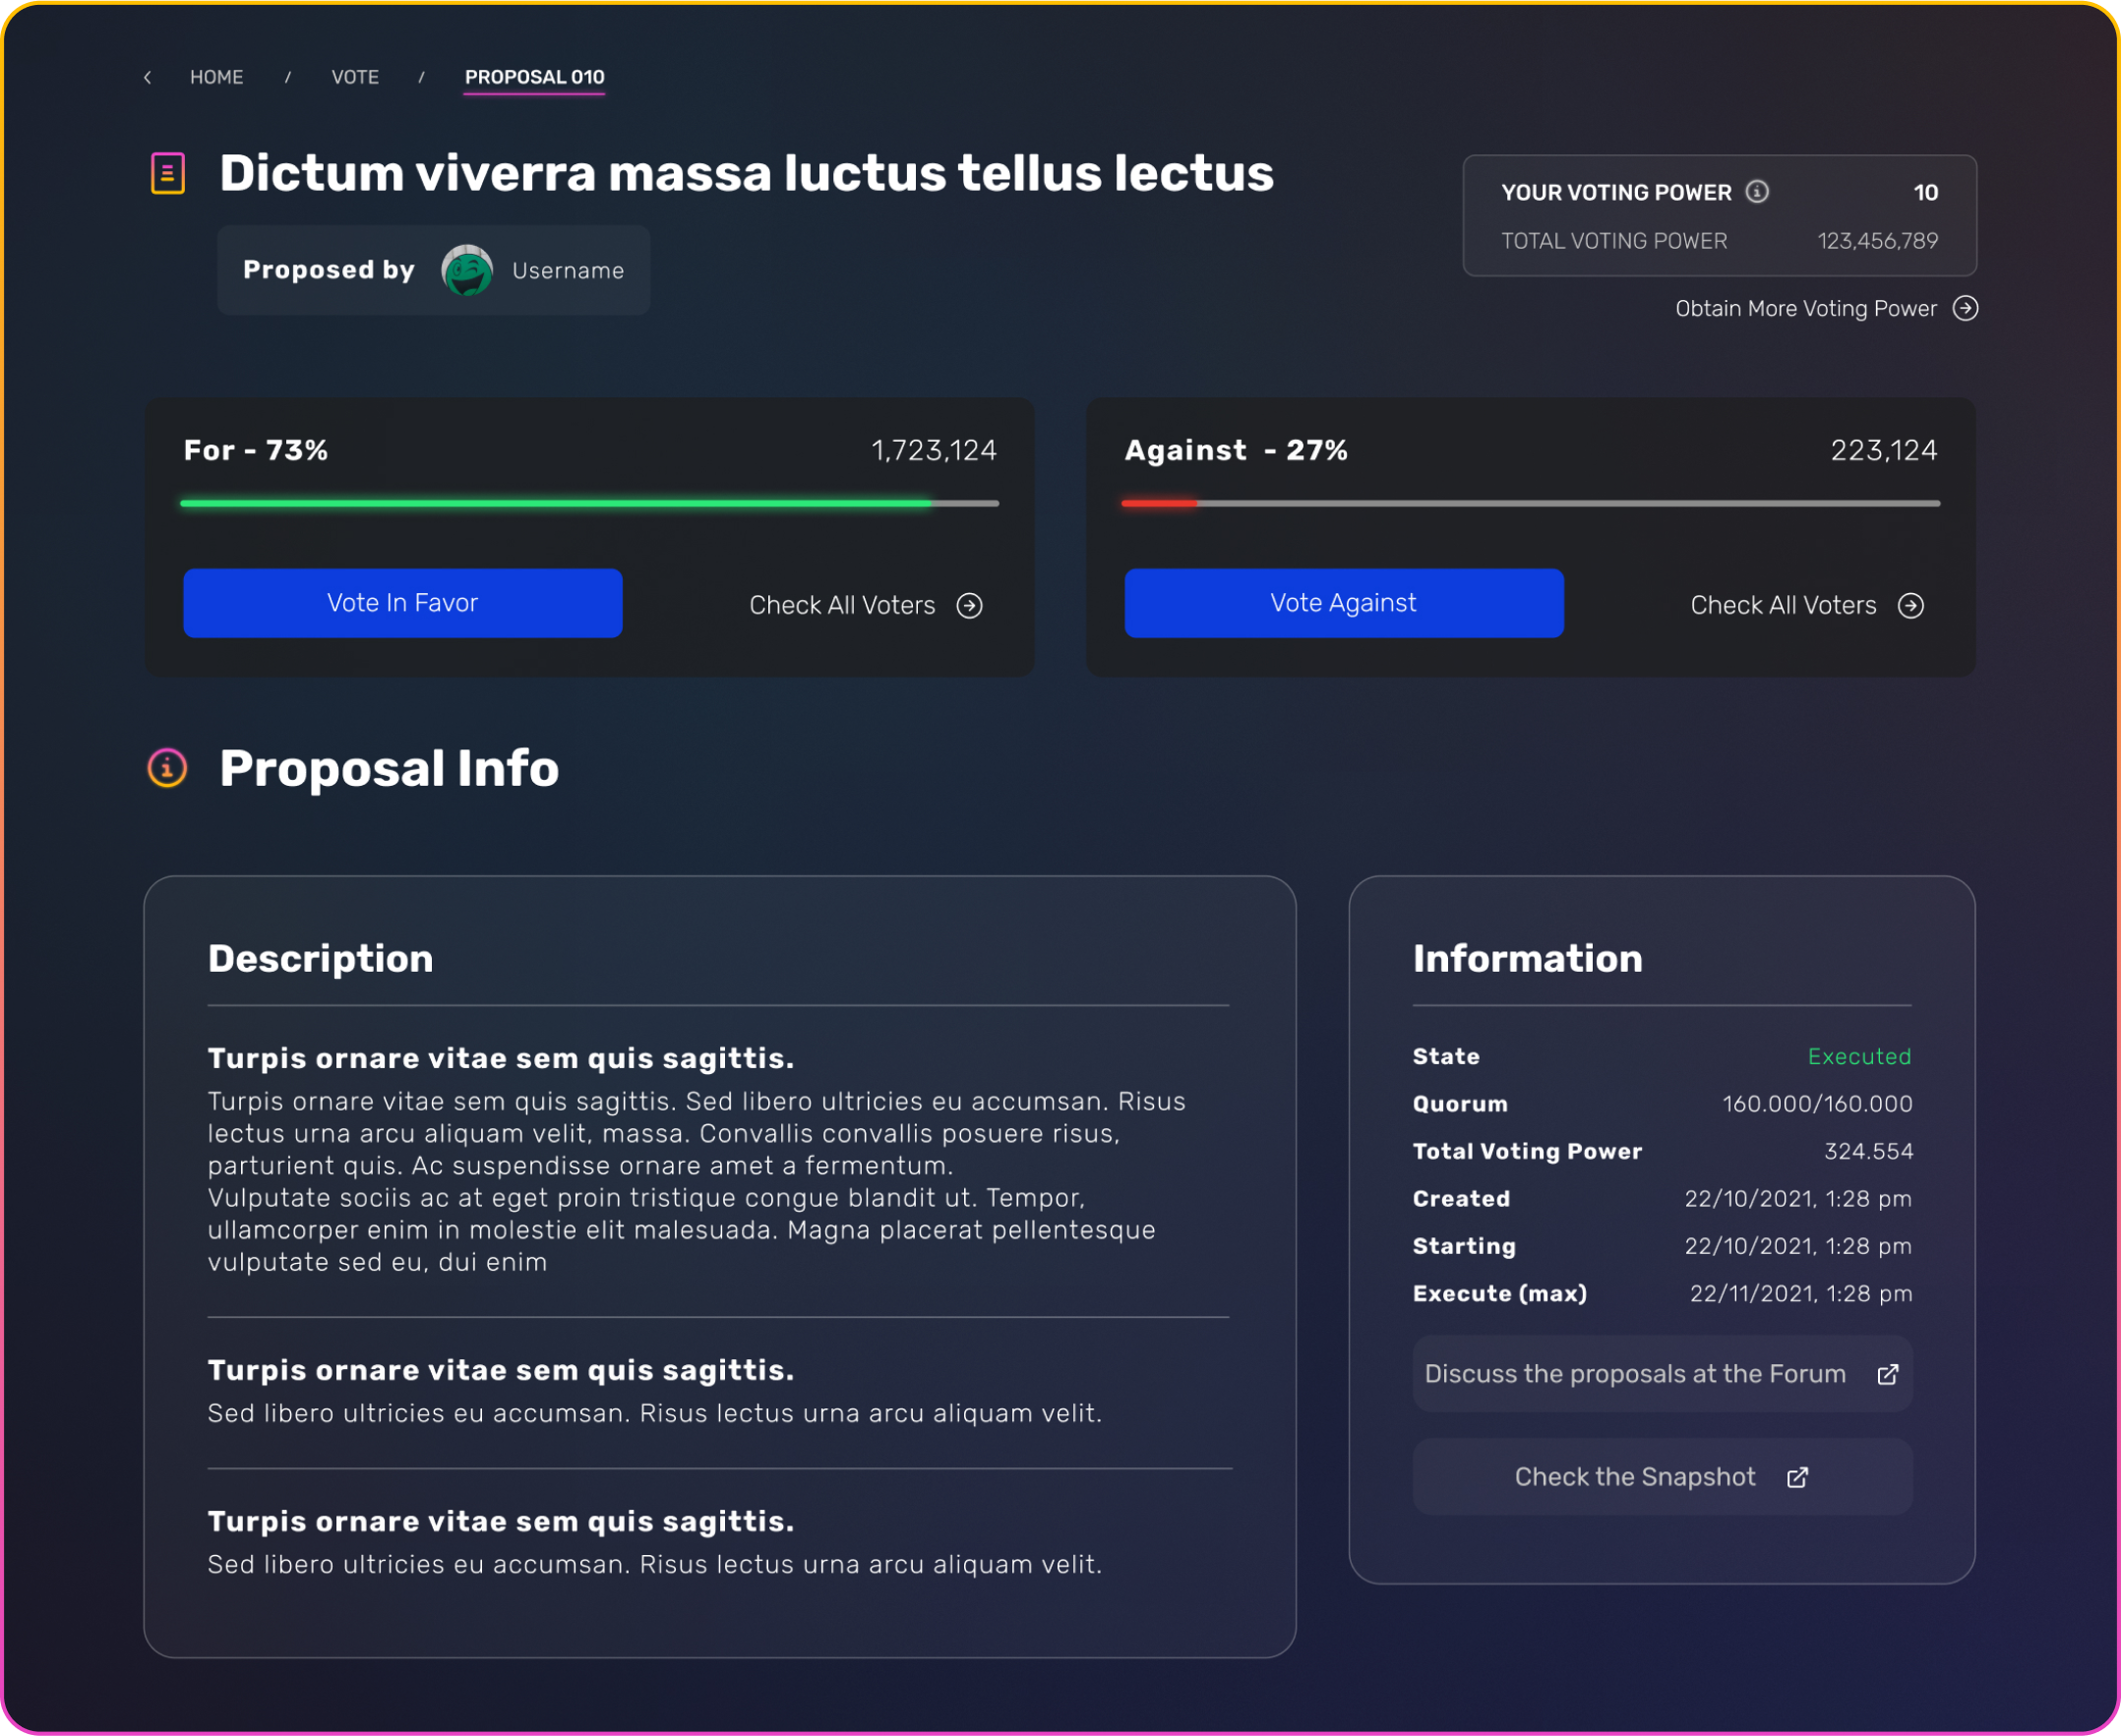 HOME / VOTE / PROPOSAL 010
Dictum viverra massa luctus tellus lectus
Proposed by Username
YOUR VOTING POWER 10
TOTAL VOTING POWER 123,456,789
Obtain More Voting Power
For - 73% 1,723,124
Vote In Favor Check All Voters
Against - 27% 223,124
Vote Against Check All Voters
Proposal Info
Description
Turpis ornare vitae sem quis sagittis.
Turpis ornare vitae sem quis sagittis. Sed libero ultricies eu accumsan. Risus
lectus urna arcu aliquam velit, massa. Convallis convallis posuere risus,
parturient quis. Ac suspendisse ornare amet a fermentum.
Vulputate sociis ac at eget proin tristique congue blandit ut. Tempor,
ullamcorper enim in molestie elit malesuada. Magna placerat pellentesque
vulputate sed eu, dui enim
Turpis ornare vitae sem quis sagittis.
Sed libero ultricies eu accumsan. Risus lectus urna arcu aliquam velit.
Turpis ornare vitae sem quis sagittis.
Sed libero ultricies eu accumsan. Risus lectus urna arcu aliquam velit.
Information
State Executed
Quorum 160.000/160.000
Total Voting Power 324.554
Created 22/10/2021, 1:28 pm
Starting 22/10/2021, 1:28 pm
Execute (max) 22/11/2021, 1:28 pm
Discuss the proposals at the Forum
Check the Snapshot